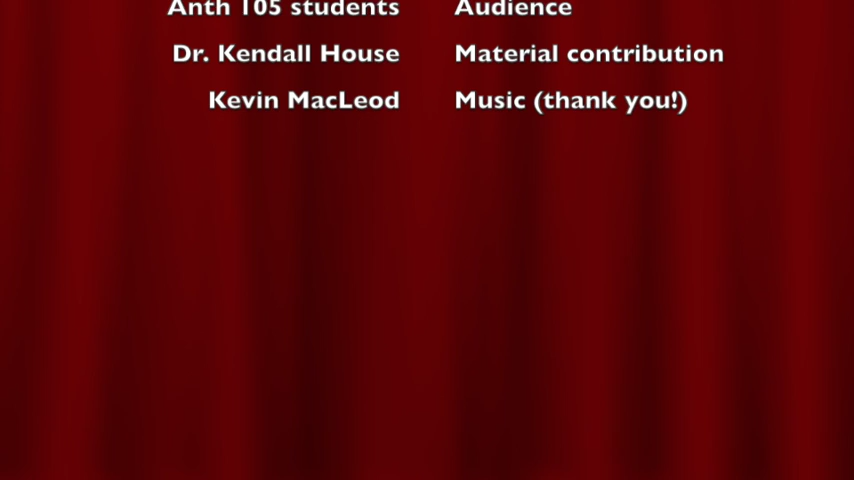 Anth 105 students Audience
Dr. Kendall House Material contribution
Kevin MacLeod Music (thank you!)